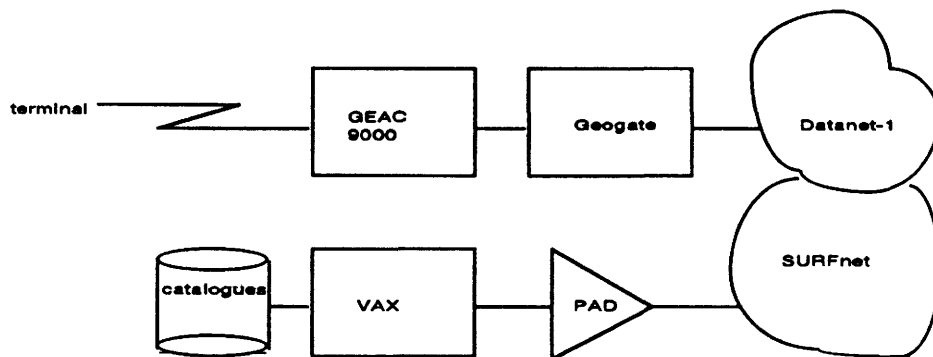 terminal
GEAC
9000
Geogate
Datanet-1
catalogues
VAX
PAD
SURFnet